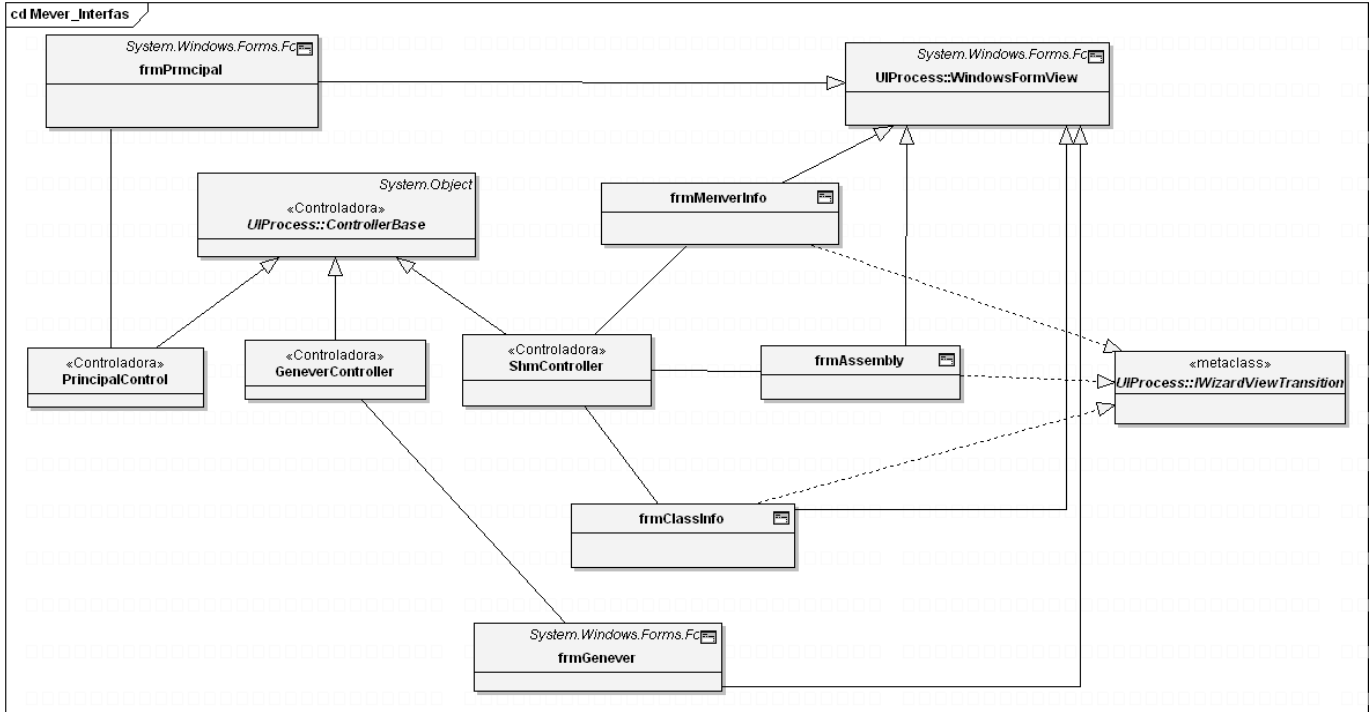 cd Mever_Interfas
System.Windows.Forms.Fo
frmPrmcipal
System.Windows.Forms.Fo
UIProcess::WindowsFormView
System.Object
«Controladora»
UIProcess::ControllerBase
frmMenverInfo
«Controladora»
PrincipalControl
«Controladora»
GeneverController
«Controladora»
ShmController
frmAssembly
«metaclass»
UIProcess::IWizardViewTransition
frmClassInfo
System.Windows.Forms.Fo
frmGenever